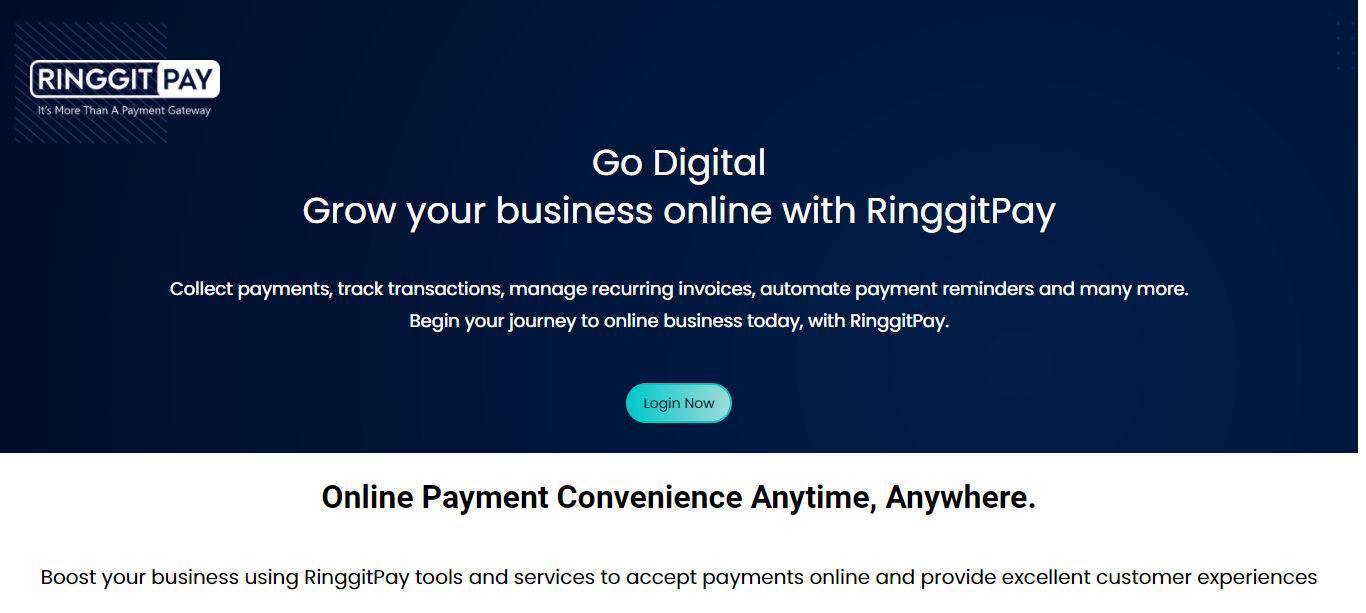 RINGGIT PAY
It's More Than A Payment Gateway
Go Digital
Grow your business online with RinggitPay
Collect payments, track transactions, manage recurring invoices, automate payment reminders and many more.
Begin your journey to online business today, with RinggitPay.
Login Now
Online Payment Convenience Anytime, Anywhere.
Boost your business using RinggitPay tools and services to accept payments online and provide excellent customer experiences